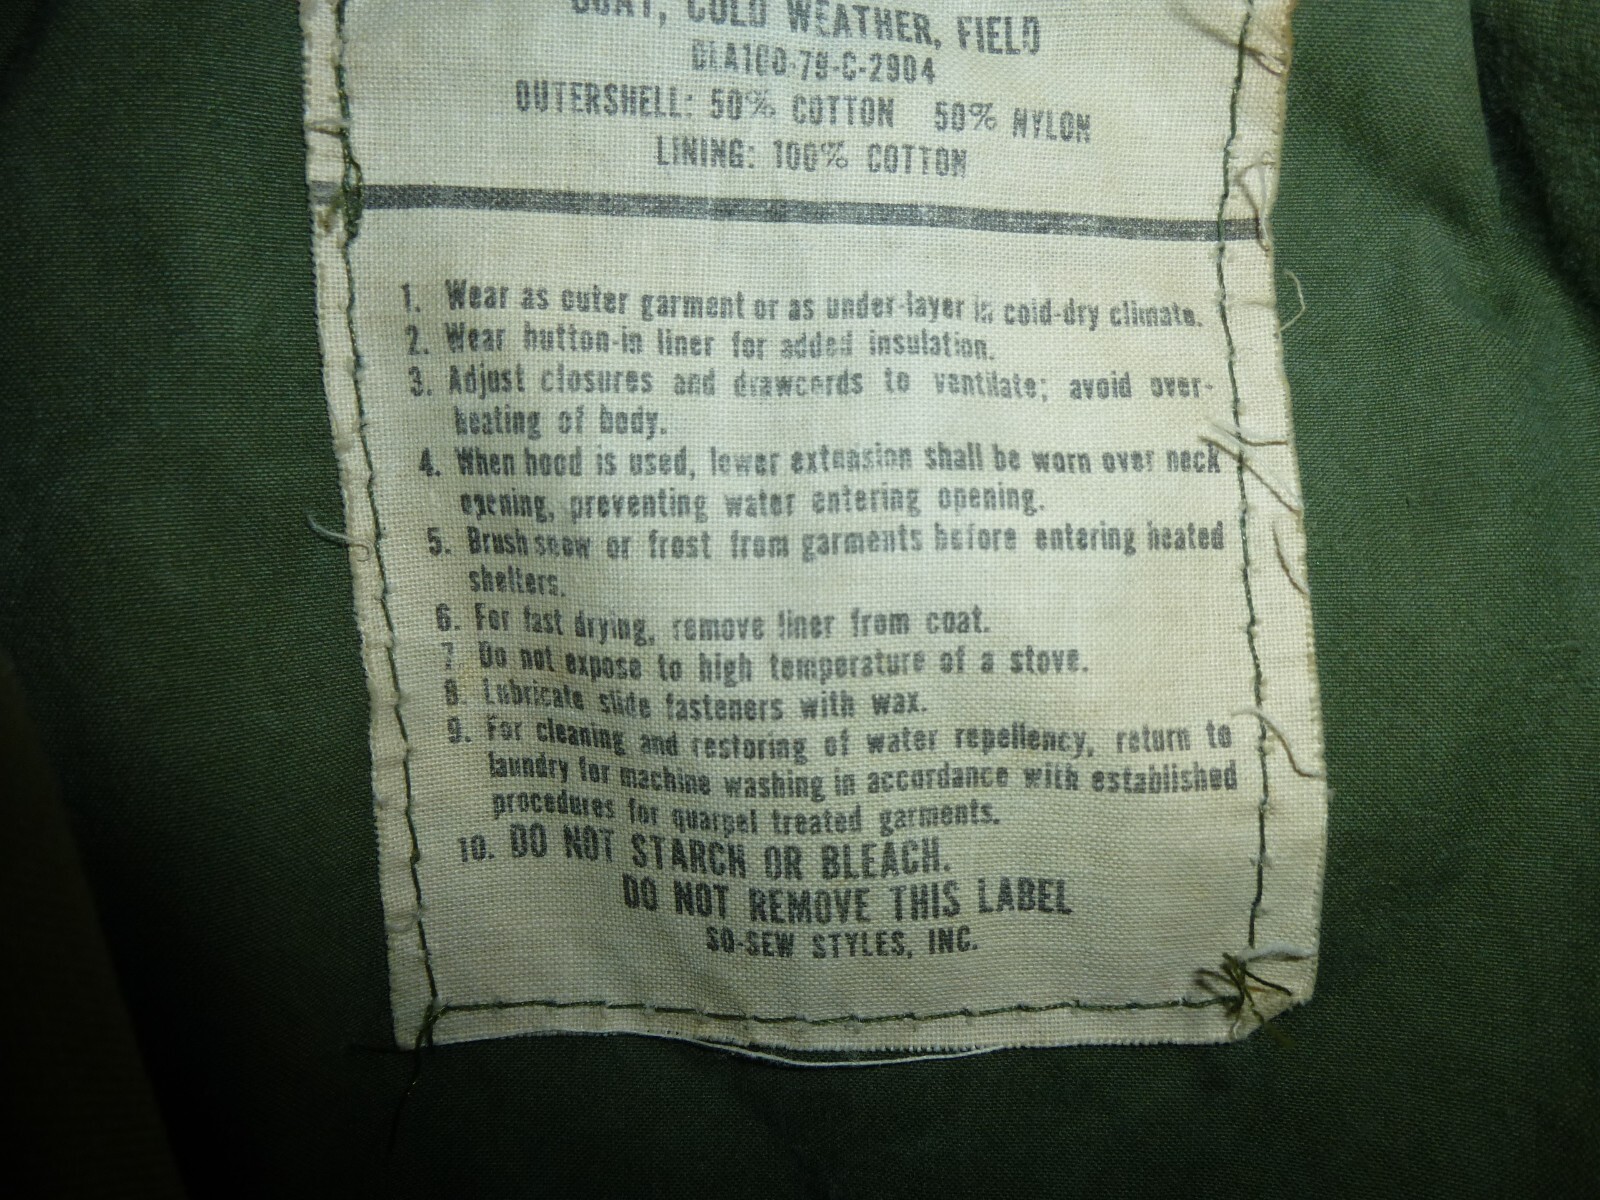 COAT, COLD WEATHER, FIELD
DLA100-79-C-2904
OUTERSHELL: 50% COTTON 50% NYLON
LINING: 100% COTTON
1. Wear as outer garment or as under-layer in cold-dry climate.
2. Wear button-in liner for added insulation.
3. Adjust closures and drawcords to ventilate; avoid over-
heating of body.
4. When hood is used, lower extension shall be worn over neck
opening, preventing water entering opening.
5. Brush snow or frost from garments before entering heated
shelters.
6. For fast drying, remove liner from coat.
7. Do not expose to high temperature of a stove.
8. Lubricate slide fasteners with wax.
9. For cleaning and restoring of water repellency, return to
laundry for machine washing in accordance with established
procedures for quarpel treated garments.
10. DO NOT STARCH OR BLEACH.
DO NOT REMOVE THIS LABEL
SO-SEW STYLES, INC.